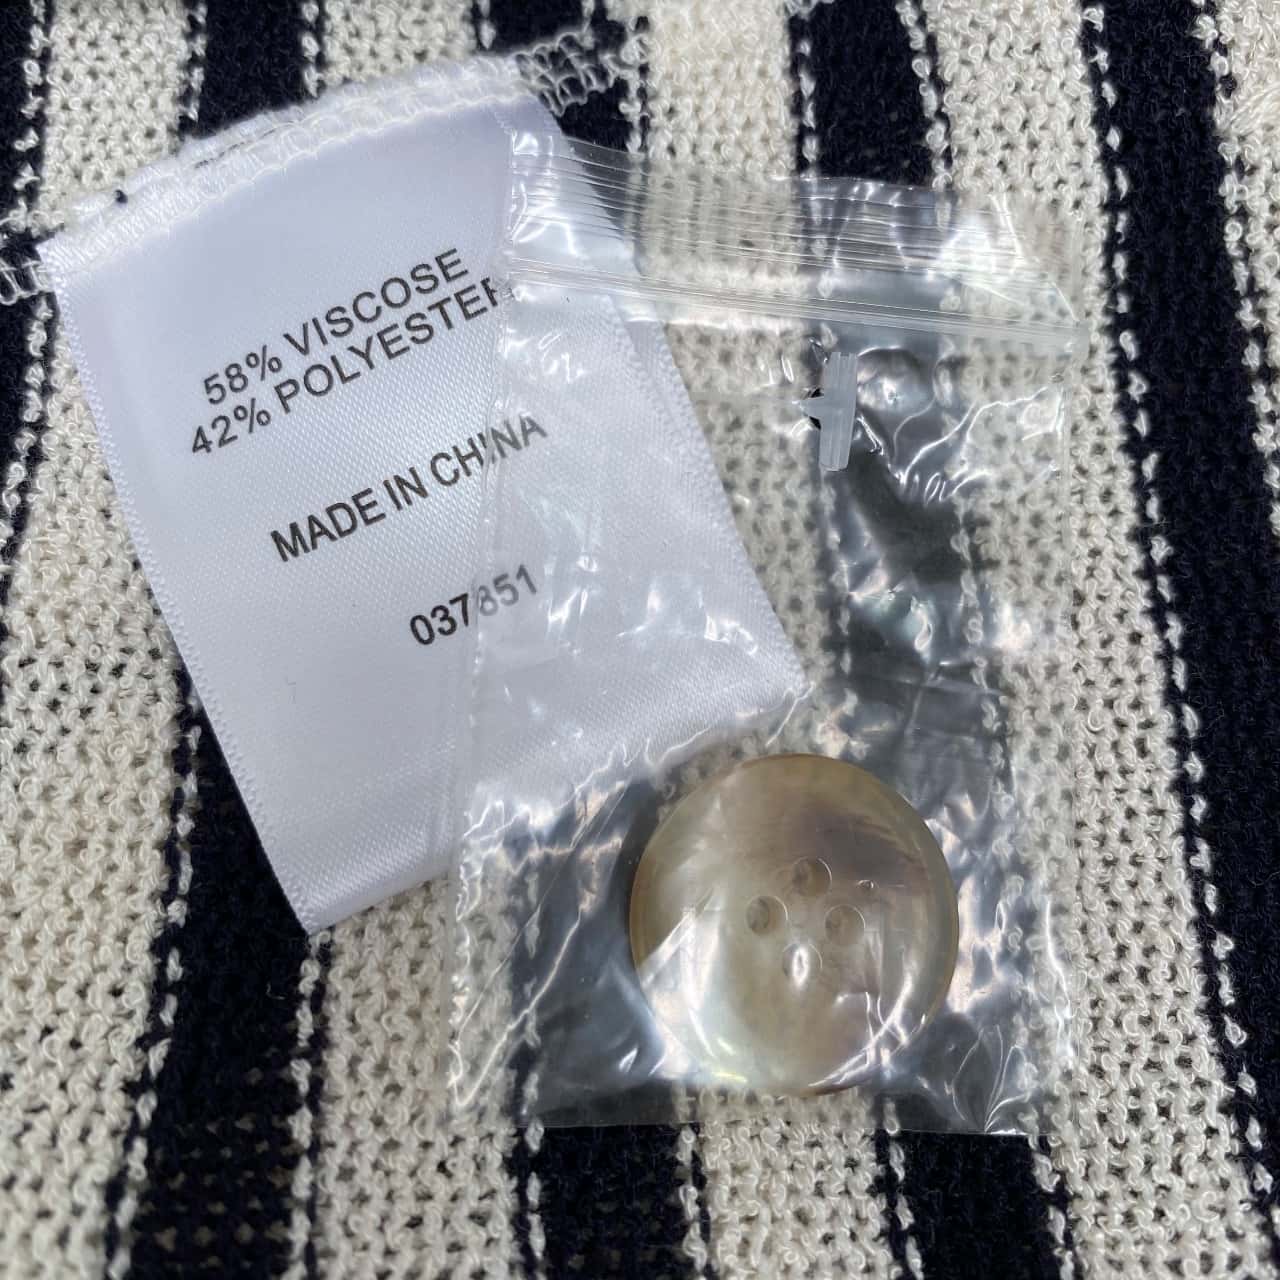 58% VISCOSE
42% POLYESTER
MADE IN CHINA
037851